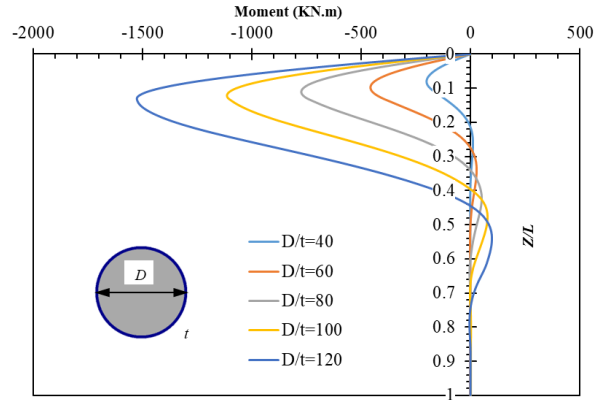 Moment (KN.m)
-2000 -1500 -1000 -500 0 500
0
0.1
0.2
0.3
0.4
0.5
0.6
0.7
0.8
0.9
1
Z/L
D/t=40
D/t=60
D/t=80
D/t=100
D/t=120
D
t